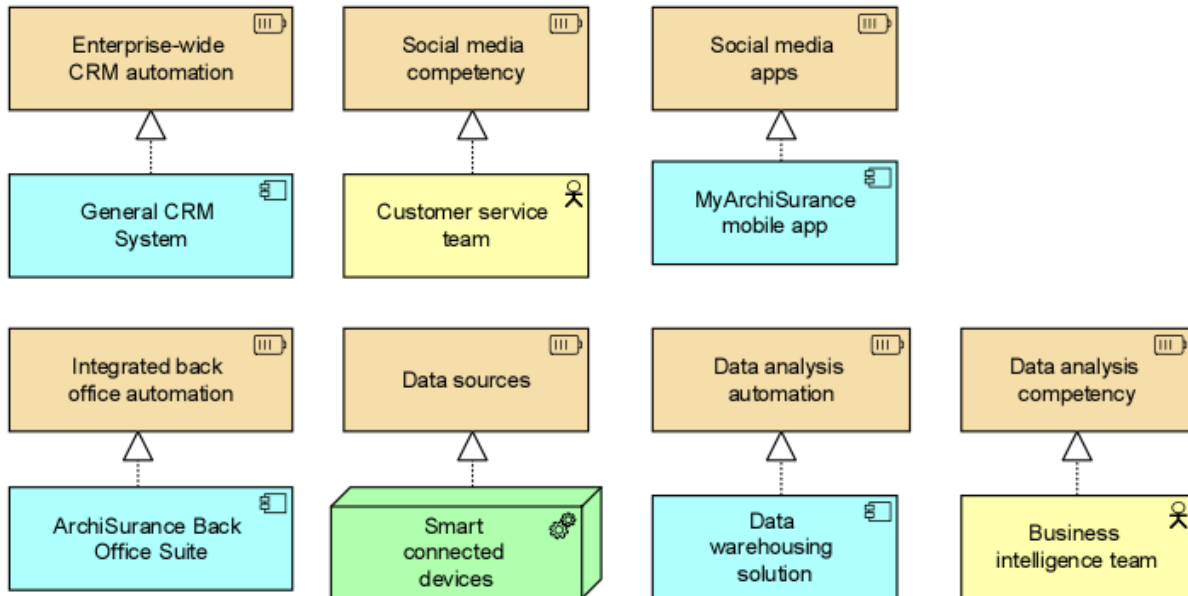 Enterprise-wide
CRM automation
Social media
competency
Social media
apps
General CRM
System
Customer service
team
MyArchiSurance
mobile app
Integrated back
office automation
Data sources
Data analysis
automation
Data analysis
competency
ArchiSurance Back
Office Suite
Smart
connected
devices
Data
warehousing
solution
Business
intelligence team